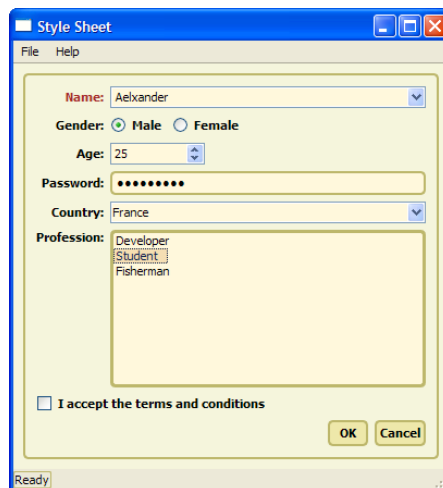 Style Sheet
File Help
Name: Aelxander
Gender: Male Female
Age: 25
Password: •••••••••
Country: France
Profession: Developer
Student
Fisherman
I accept the terms and conditions
OK Cancel
Ready